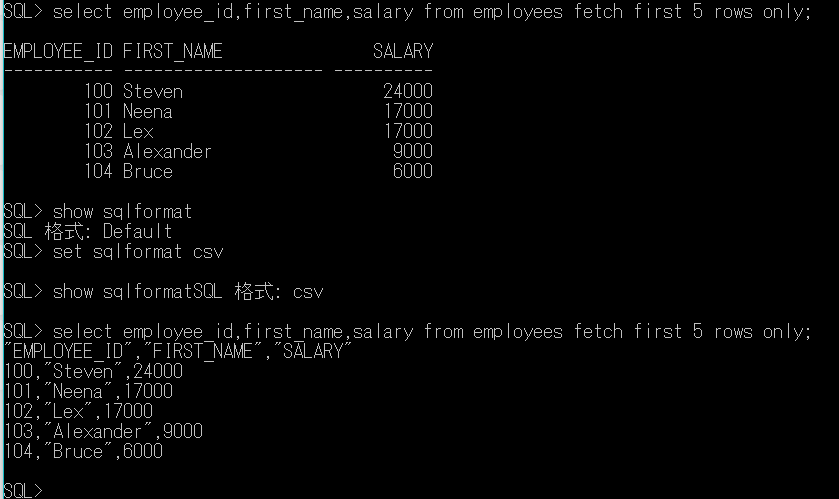 SQL> select employee_id,first_name,salary from employees fetch first 5 rows only;
EMPLOYEE_ID FIRST_NAME                SALARY
----------- -------------------- ----------
        100 Steven                    24000
        101 Neena                     17000
        102 Lex                       17000
        103 Alexander                  9000
        104 Bruce                      6000
SQL> show sqlformat
SQL 格式: Default
SQL> set sqlformat csv
SQL> show sqlformatSQL 格式: csv
SQL> select employee_id,first_name,salary from employees fetch first 5 rows only;
"EMPLOYEE_ID","FIRST_NAME","SALARY"
100,"Steven",24000
101,"Neena",17000
102,"Lex",17000
103,"Alexander",9000
104,"Bruce",6000
SQL>